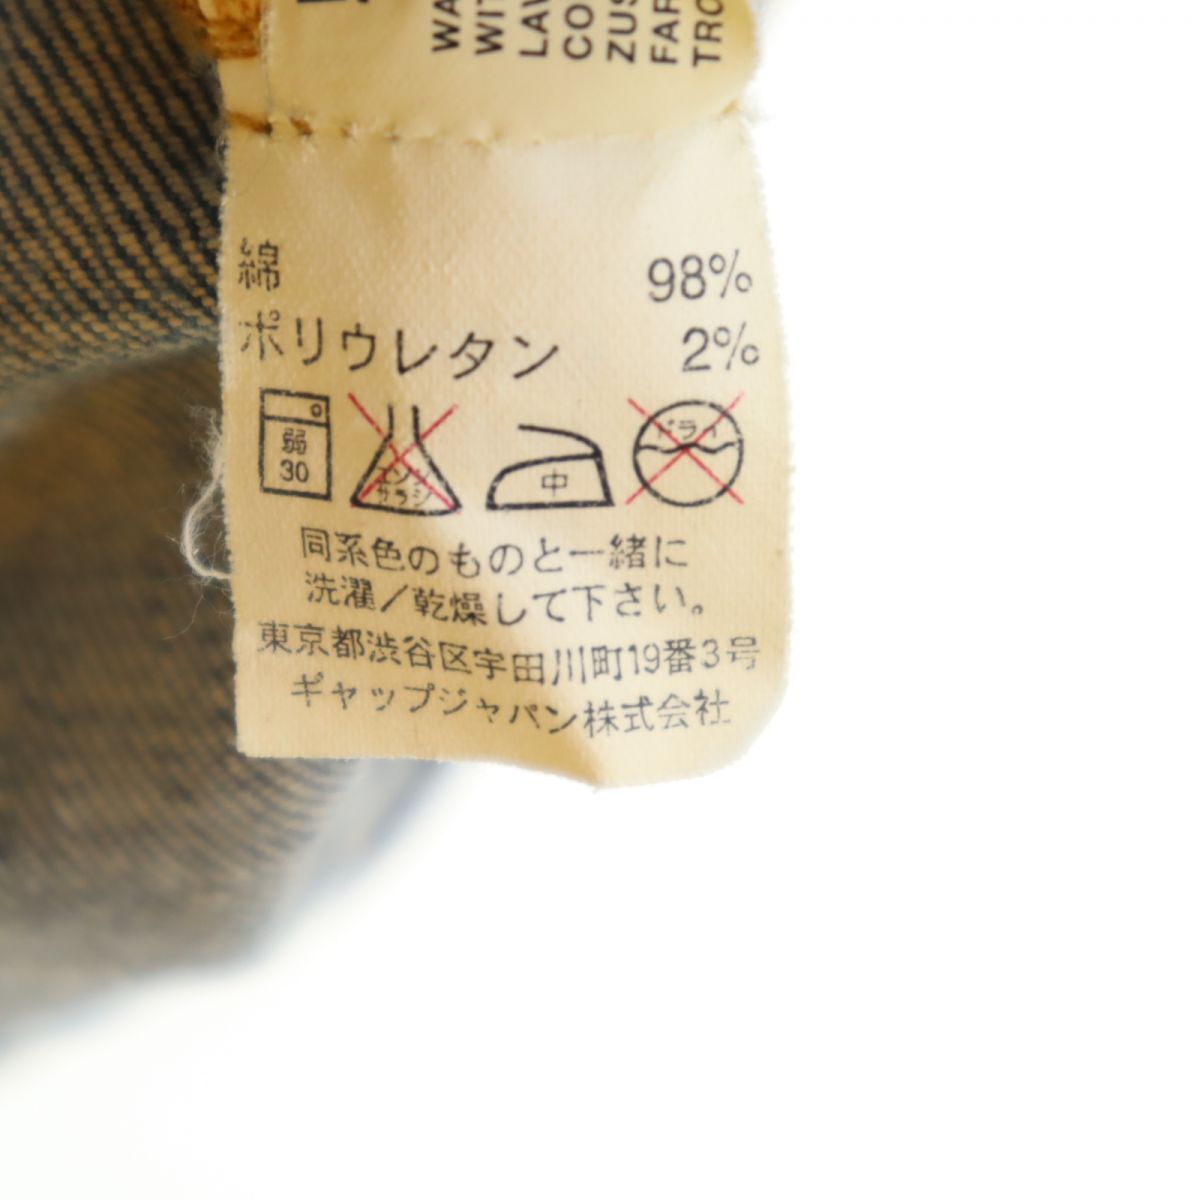 綿 98%
ポリウレタン 2%
弱
30
エンソ
サラシ
中
ドライ
同系色のものと一緒に
洗濯/乾燥して下さい。
東京都渋谷区宇田川町19番3号
ギャップジャパン株式会社